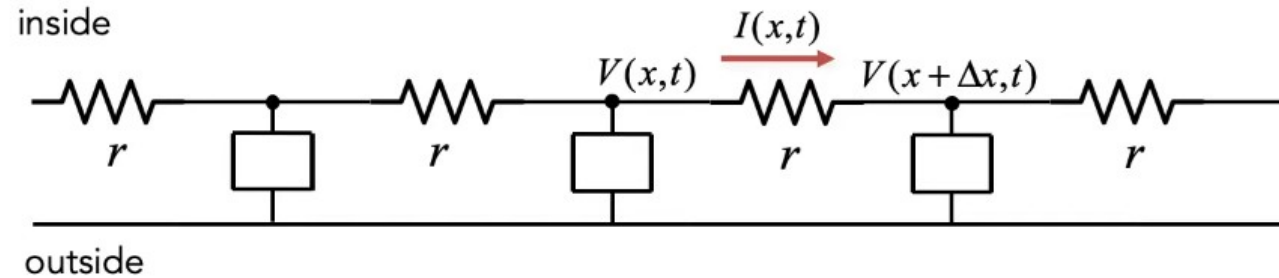 inside
I(x,t)
V(x,t)
V(x + Δx,t)
r
r
r
r
outside